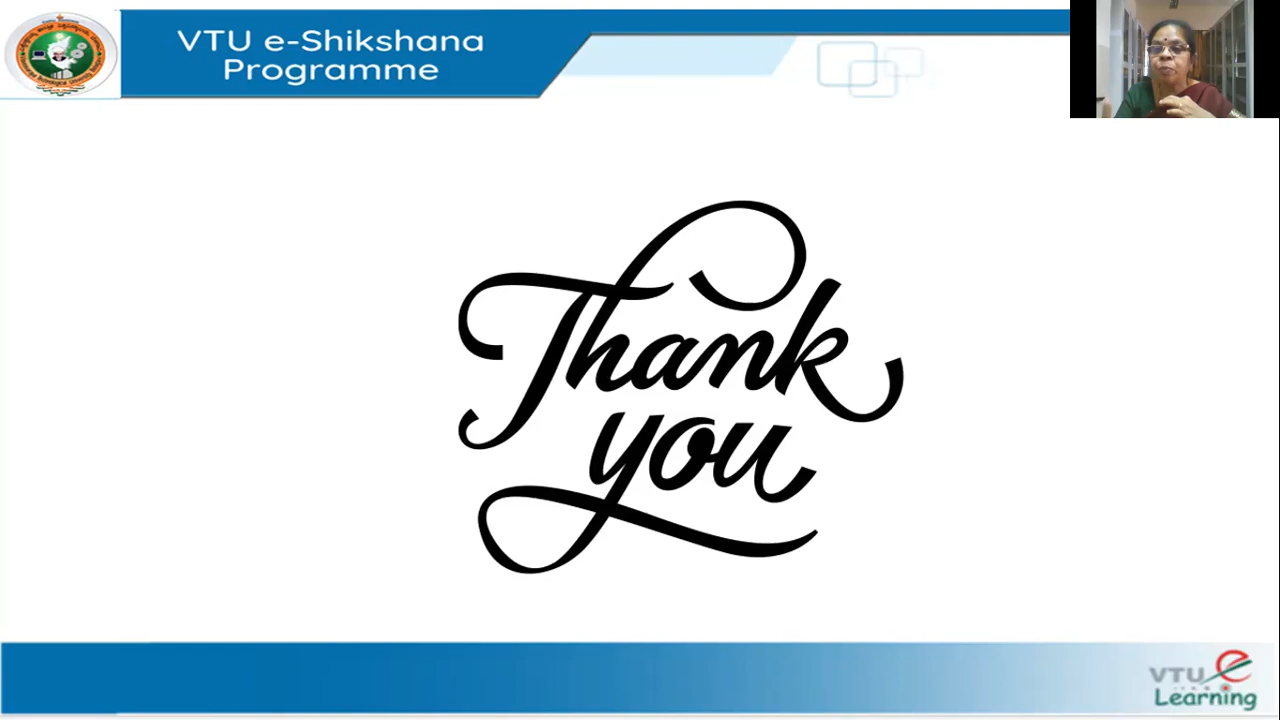 VTU e-Shikshana
Programme
Thank
you
VTU e
Learning